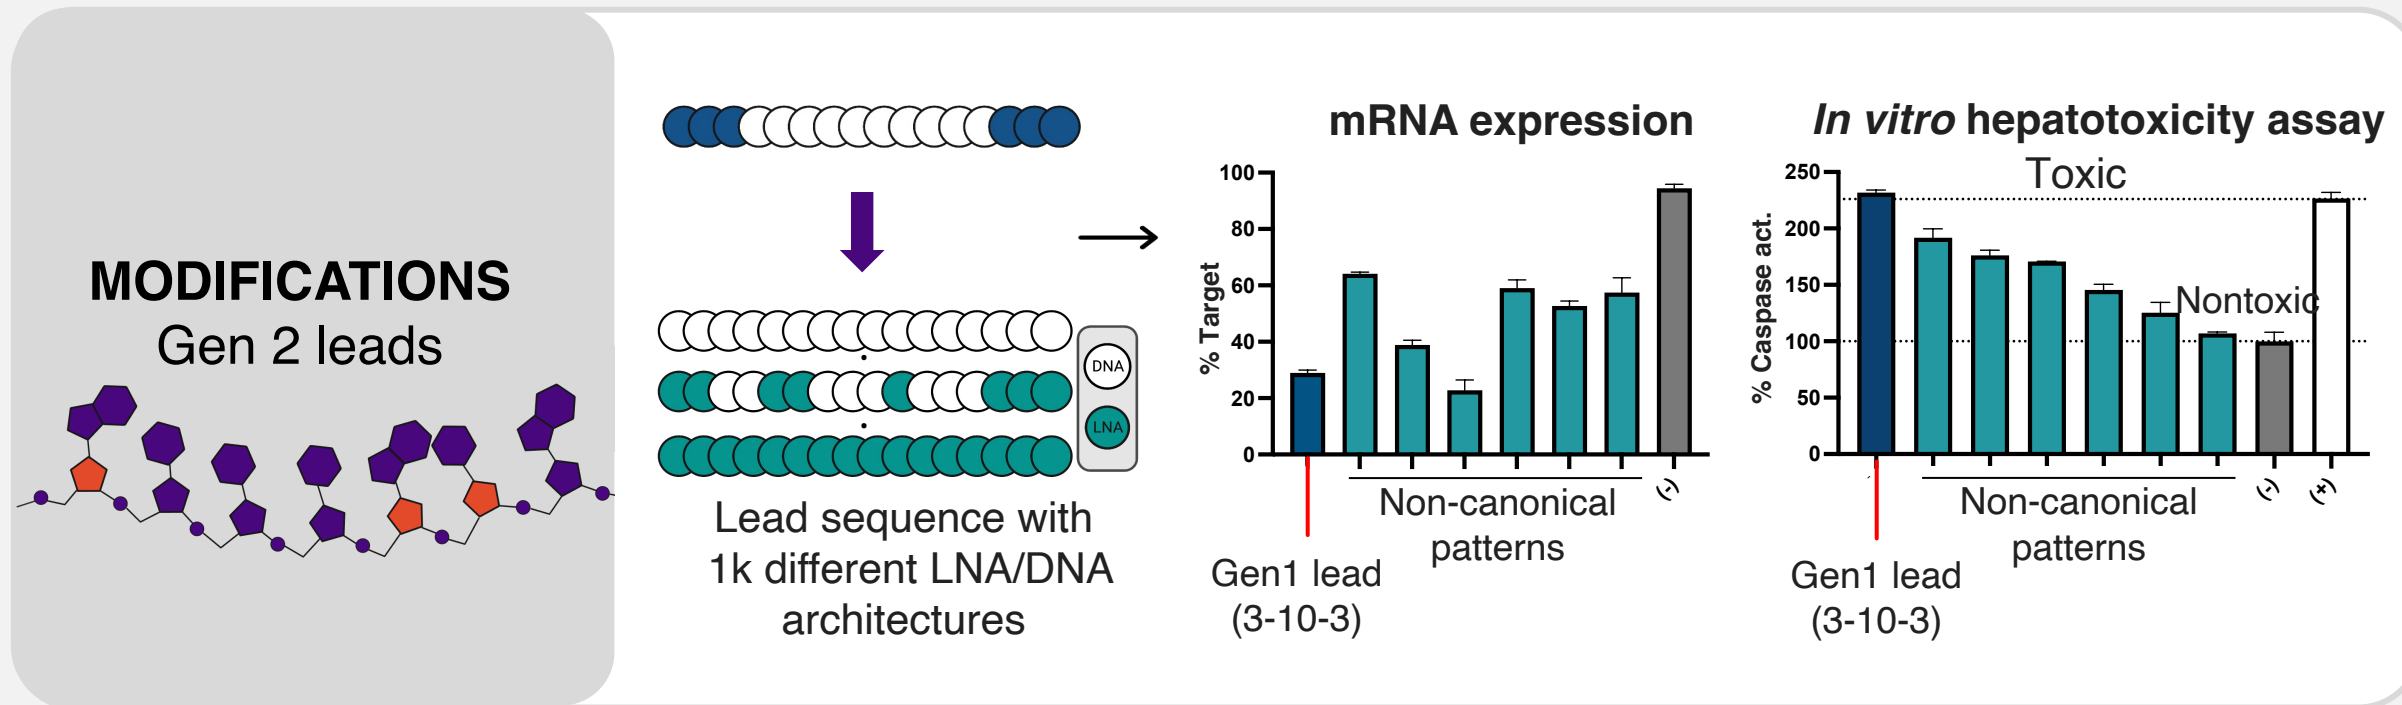 MODIFICATIONS
Gen 2 leads
DNA
LNA
Lead sequence with
1k different LNA/DNA
architectures
mRNA expression
% Target
100
80
60
40
20
0
Non-canonical
patterns
(-)
Gen1 lead
(3-10-3)
In vitro hepatotoxicity assay
% Caspase act.
250
200
150
100
50
0
Toxic
Nontoxic
Non-canonical
patterns
(-)
(+)
Gen1 lead
(3-10-3)